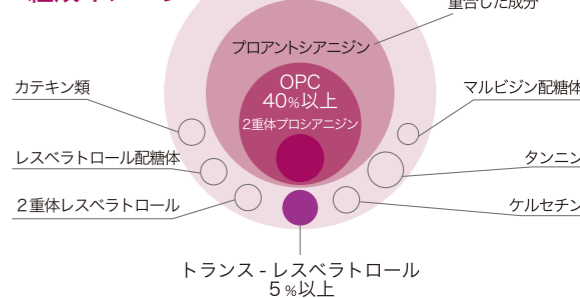 重合した成分
プロアントシアニジン
OPC
40%以上
2重体プロシアニジン
カテキン類
マルビジン配糖体
レスベラトロール配糖体
タンニン
2重体レスベラトロール
ケルセチン
トランス-レスベラトロール
5%以上